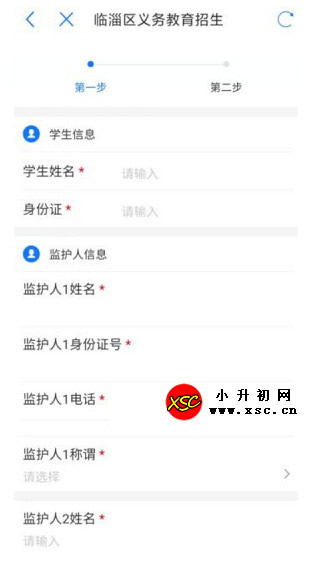 临淄区义务教育招生
第一步 第二步
学生信息
学生姓名 * 请输入
身份证 * 请输入
监护人信息
监护人1姓名 *
监护人1身份证号 *
监护人1电话 *
XSC 小升初网
www.xsc.cn
监护人1称谓 *
请选择
监护人2姓名 *
请输入